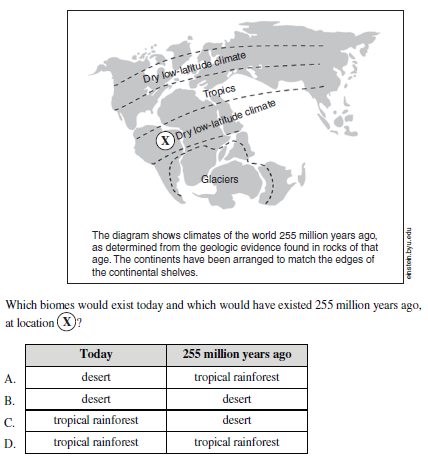 Dry low-latitude climate
Tropics
X Dry low-latitude climate
Glaciers
The diagram shows climates of the world 255 million years ago,
as determined from the geologic evidence found in rocks of that
age. The continents have been arranged to match the edges of
the continental shelves.
einstein.byu.edu
Which biomes would exist today and which would have existed 255 million years ago,
at location X?
Today 255 million years ago
A. desert tropical rainforest
B. desert desert
C. tropical rainforest desert
D. tropical rainforest tropical rainforest